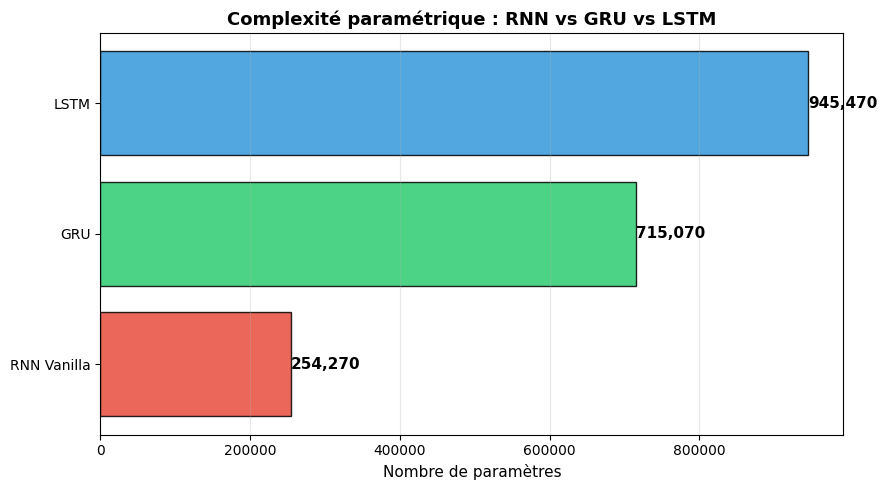 Complexité paramétrique : RNN vs GRU vs LSTM
LSTM
945,470
GRU
715,070
RNN Vanilla
254,270
0 200000 400000 600000 800000
Nombre de paramètres